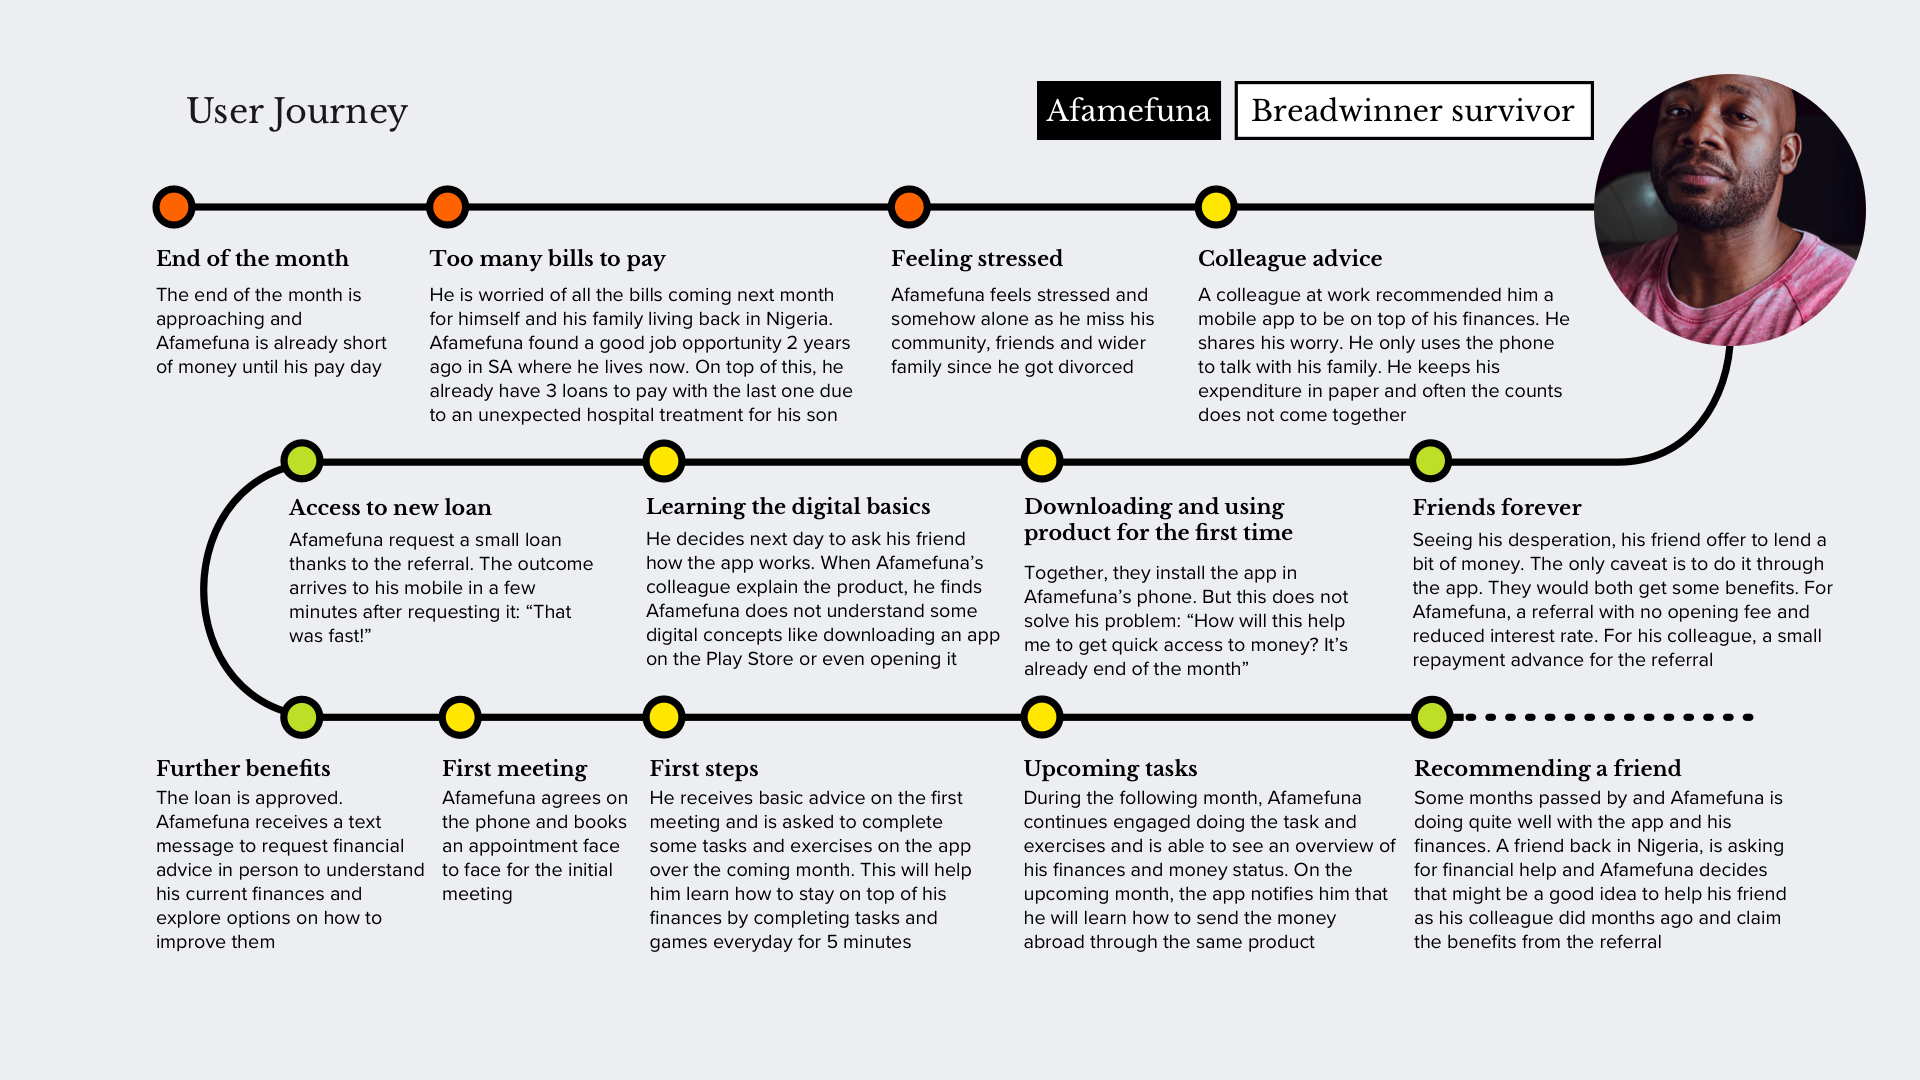 User Journey
Afamefuna
Breadwinner survivor
End of the month
The end of the month is
approaching and
Afamefuna is already short
of money until his pay day
Too many bills to pay
He is worried of all the bills coming next month
for himself and his family living back in Nigeria.
Afamefuna found a good job opportunity 2 years
ago in SA where he lives now. On top of this, he
already have 3 loans to pay with the last one due
to an unexpected hospital treatment for his son
Feeling stressed
Afamefuna feels stressed and
somehow alone as he miss his
community, friends and wider
family since he got divorced
Colleague advice
A colleague at work recommended him a
mobile app to be on top of his finances. He
shares his worry. He only uses the phone
to talk with his family. He keeps his
expenditure in paper and often the counts
does not come together
Access to new loan
Afamefuna request a small loan
thanks to the referral. The outcome
arrives to his mobile in a few
minutes after requesting it: “That
was fast!”
Learning the digital basics
He decides next day to ask his friend
how the app works. When Afamefuna’s
colleague explain the product, he finds
Afamefuna does not understand some
digital concepts like downloading an app
on the Play Store or even opening it
Downloading and using
product for the first time
Together, they install the app in
Afamefuna’s phone. But this does not
solve his problem: “How will this help
me to get quick access to money? It’s
already end of the month”
Friends forever
Seeing his desperation, his friend offer to lend a
bit of money. The only caveat is to do it through
the app. They would both get some benefits. For
Afamefuna, a referral with no opening fee and
reduced interest rate. For his colleague, a small
repayment advance for the referral
Further benefits
The loan is approved.
Afamefuna receives a text
message to request financial
advice in person to understand
his current finances and
explore options on how to
improve them
First meeting
Afamefuna agrees on
the phone and books
an appointment face
to face for the initial
meeting
First steps
He receives basic advice on the first
meeting and is asked to complete
some tasks and exercises on the app
over the coming month. This will help
him learn how to stay on top of his
finances by completing tasks and
games everyday for 5 minutes
Upcoming tasks
During the following month, Afamefuna
continues engaged doing the task and
exercises and is able to see an overview of
his finances and money status. On the
upcoming month, the app notifies him that
he will learn how to send the money
abroad through the same product
Recommending a friend
Some months passed by and Afamefuna is
doing quite well with the app and his
finances. A friend back in Nigeria, is asking
for financial help and Afamefuna decides
that might be a good idea to help his friend
as his colleague did months ago and claim
the benefits from the referral